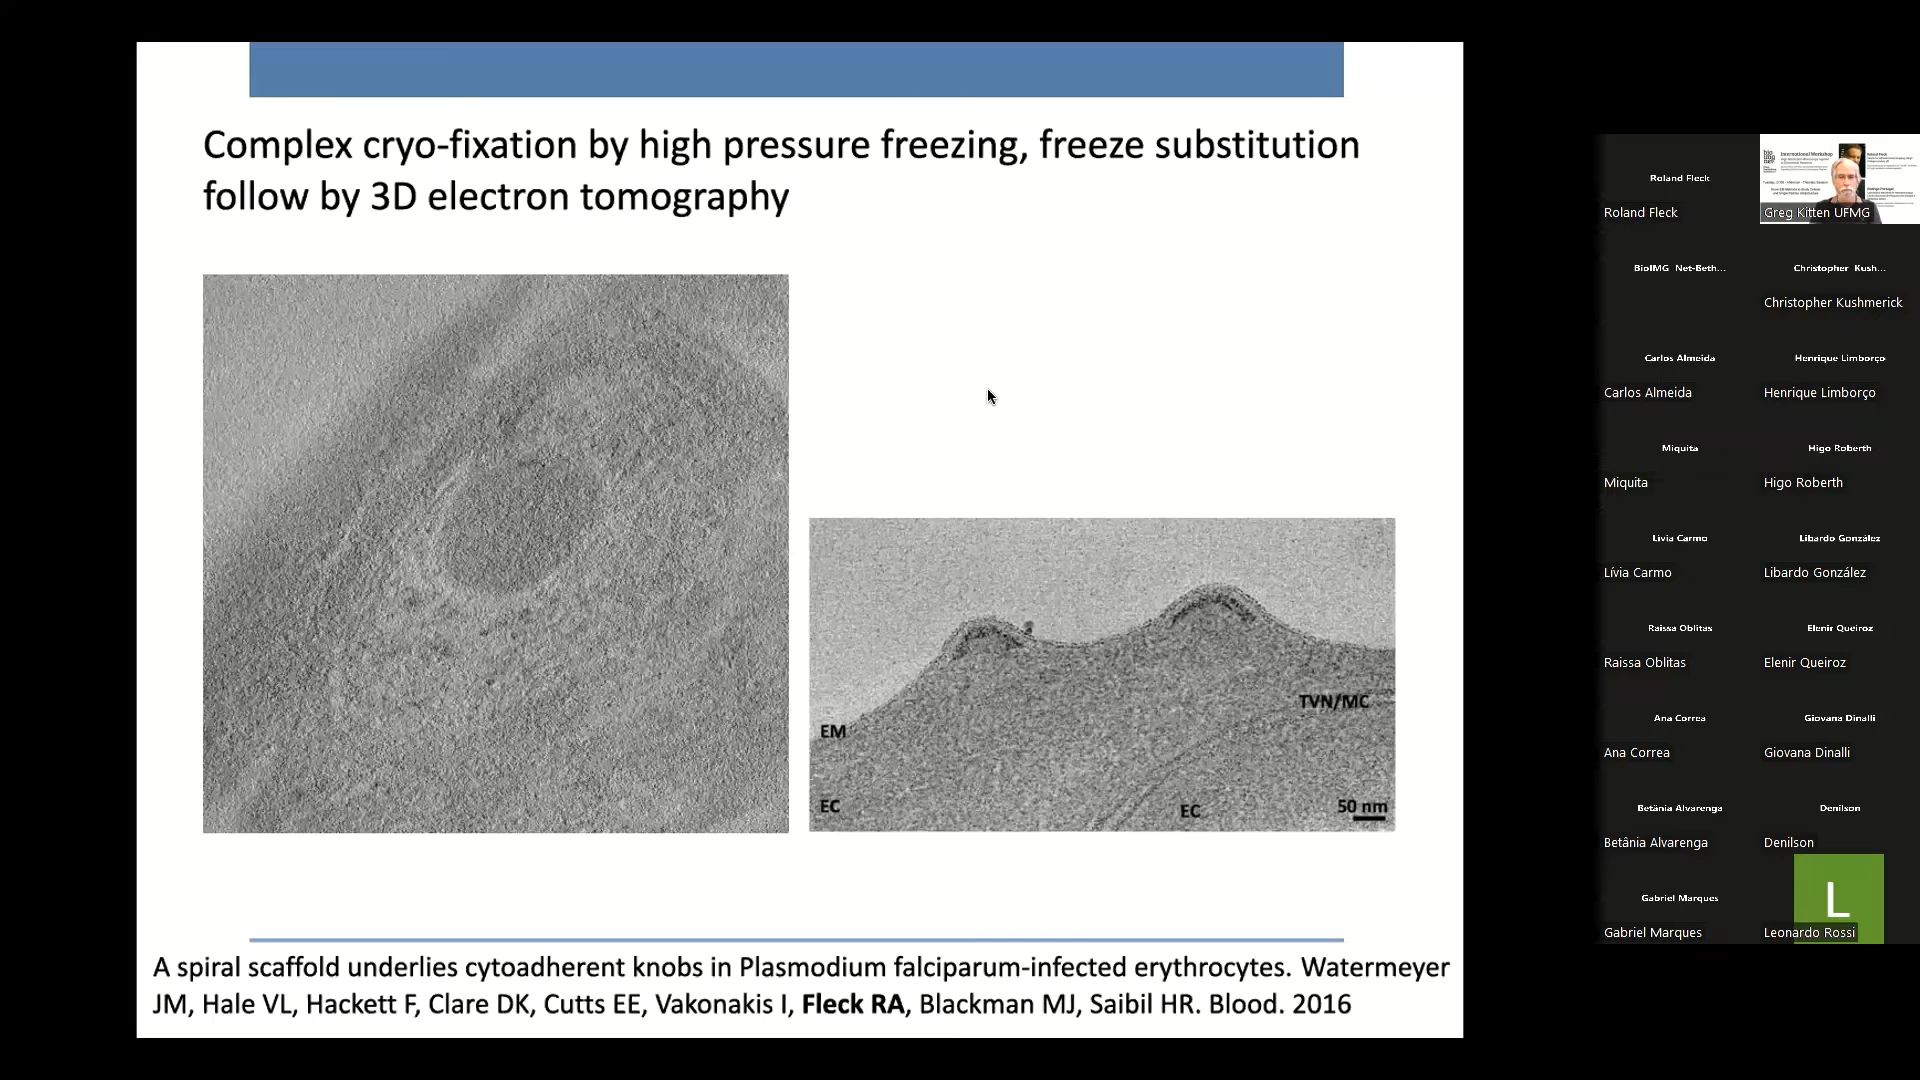 Complex cryo-fixation by high pressure freezing, freeze substitution
follow by 3D electron tomography
EM
TVN/MC
EC
EC
50 nm
A spiral scaffold underlies cytoadherent knobs in Plasmodium falciparum-infected erythrocytes. Watermeyer
JM, Hale VL, Hackett F, Clare DK, Cutts EE, Vakonakis I, Fleck RA, Blackman MJ, Saibil HR. Blood. 2016
Roland Fleck
Roland Fleck
International Workshop
Greg Kitten UFMG
BioIMG Net-Beth...
Christopher Kush...
Christopher Kushmerick
Carlos Almeida
Carlos Almeida
Henrique Limborço
Henrique Limborço
Miquita
Miquita
Higo Roberth
Higo Roberth
Lívia Carmo
Lívia Carmo
Libardo González
Libardo González
Raissa Oblitas
Raissa Oblitas
Elenir Queiroz
Elenir Queiroz
Ana Correa
Ana Correa
Giovana Dinalli
Giovana Dinalli
Betânia Alvarenga
Betânia Alvarenga
Denilson
Denilson
Gabriel Marques
Gabriel Marques
L
Leonardo Rossi